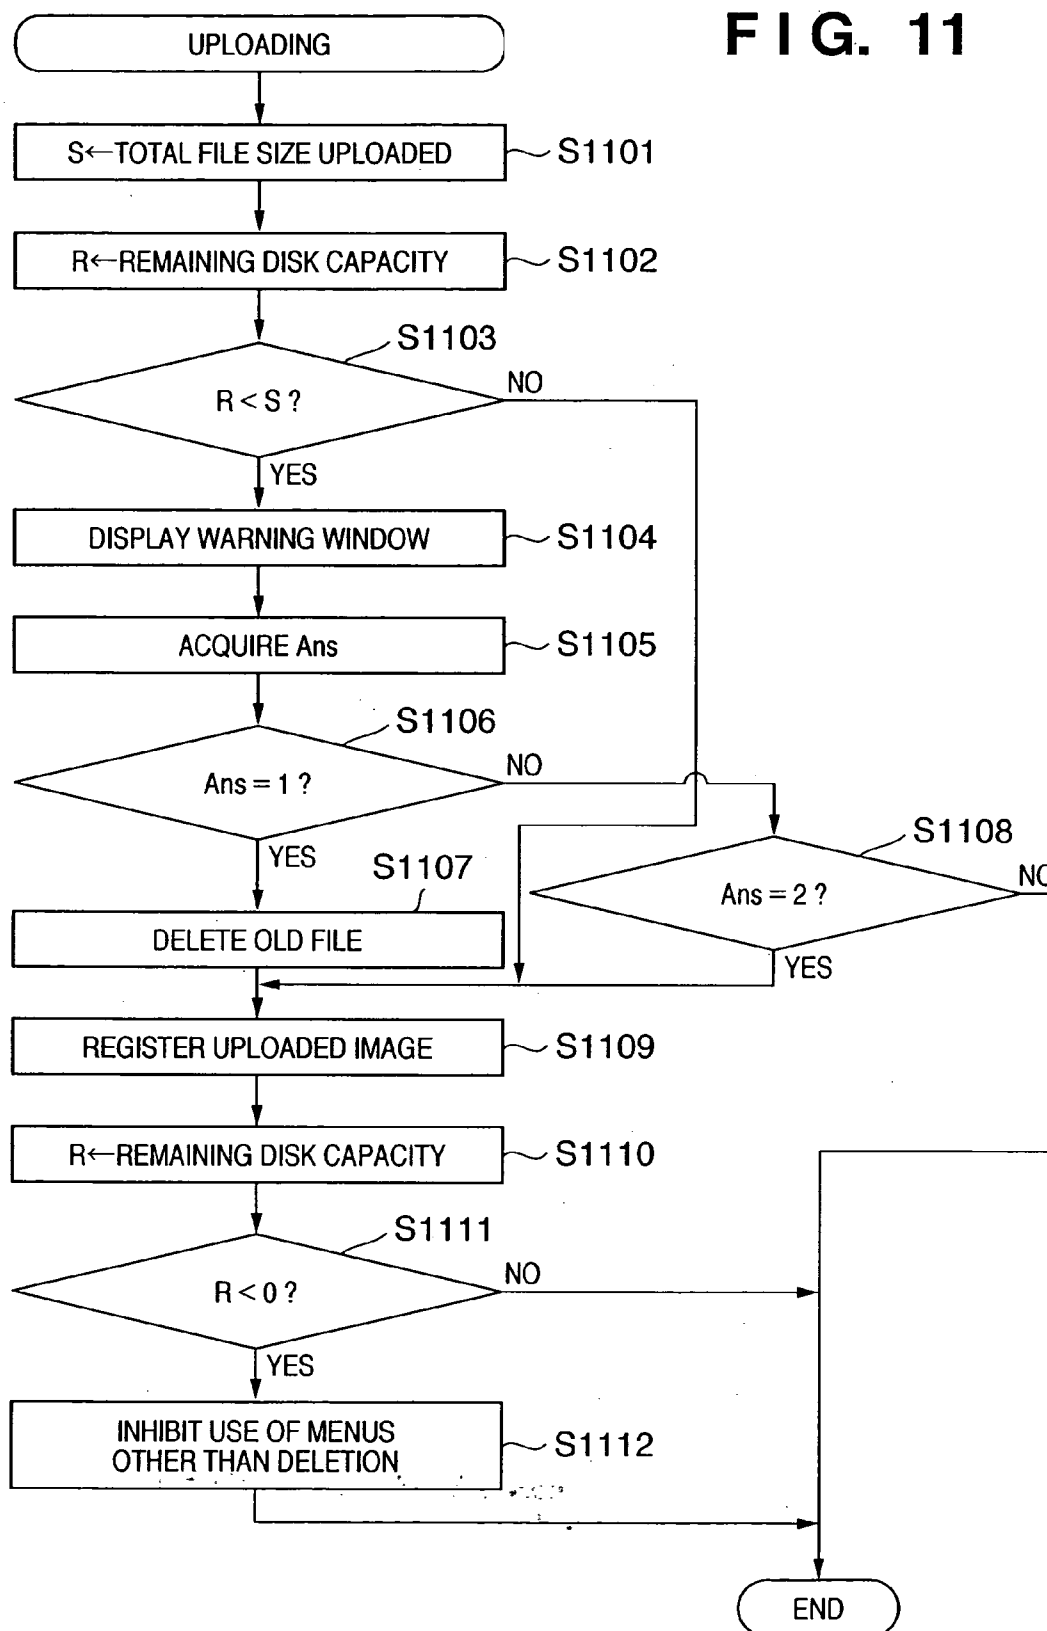 FIG. 11
UPLOADING
S←TOTAL FILE SIZE UPLOADED
S1101
R←REMAINING DISK CAPACITY
S1102
S1103
R < S ?
NO
YES
DISPLAY WARNING WINDOW
S1104
ACQUIRE Ans
S1105
S1106
Ans = 1 ?
NO
YES
S1107
S1108
Ans = 2 ?
NO
YES
DELETE OLD FILE
REGISTER UPLOADED IMAGE
S1109
R←REMAINING DISK CAPACITY
S1110
S1111
R < 0 ?
NO
YES
INHIBIT USE OF MENUS
OTHER THAN DELETION
S1112
END